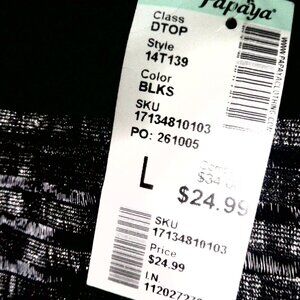 Papaya
Class
DTOP
Style
14T139
Color
BLKS
SKU
17134810103
PO: 261005
L
$24.99
SKU
17134810103
Price
$24.99